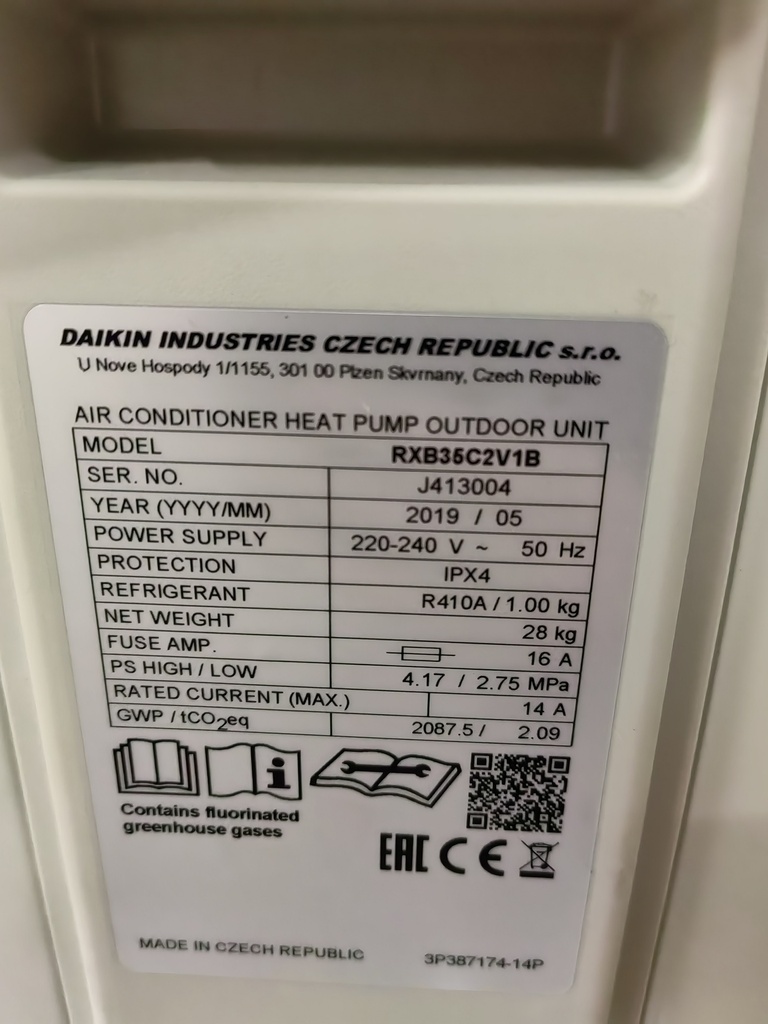 DAIKIN INDUSTRIES CZECH REPUBLIC s.r.o.
U Nove Hospody 1/1155, 301 00 Plzen Skvrnany, Czech Republic
AIR CONDITIONER HEAT PUMP OUTDOOR UNIT
MODEL RXB35C2V1B
SER. NO. J413004
YEAR (YYYY/MM) 2019 / 05
POWER SUPPLY 220-240 V ~ 50 Hz
PROTECTION IPX4
REFRIGERANT R410A / 1.00 kg
NET WEIGHT 28 kg
FUSE AMP. 16 A
PS HIGH / LOW 4.17 / 2.75 MPa
RATED CURRENT (MAX.) 14 A
GWP / tCO2eq 2087.5 / 2.09
Contains fluorinated
greenhouse gases
EAC CE
MADE IN CZECH REPUBLIC 3P387174-14P